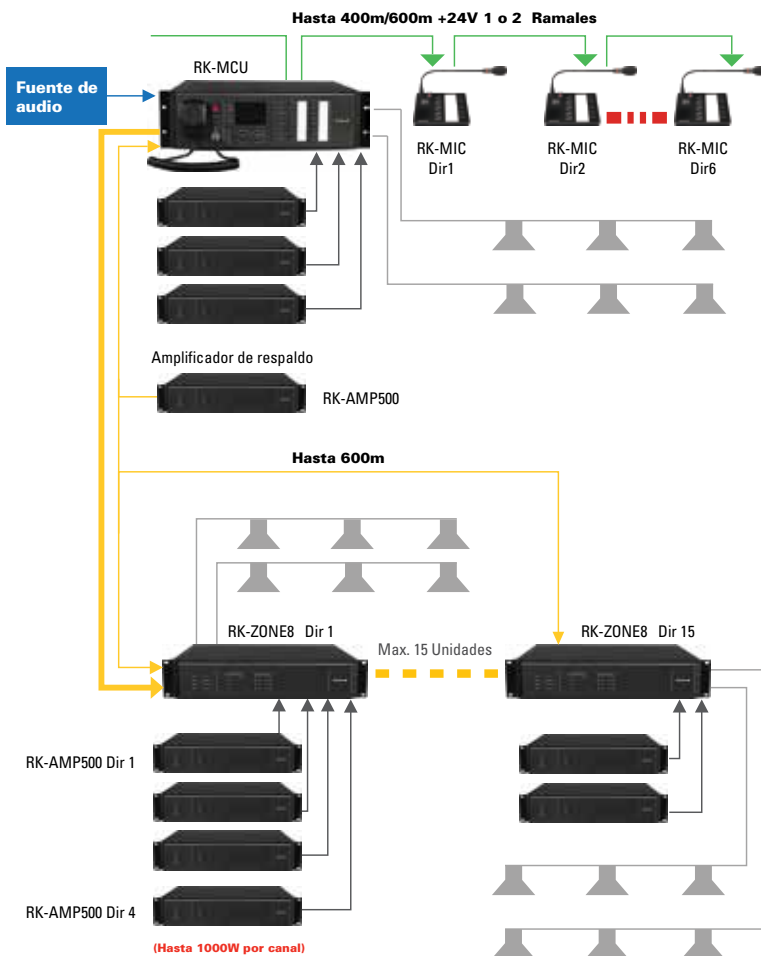 Hasta 400m/600m +24V 1 o 2 Ramales
RK-MCU
Fuente de
audio
RK-MIC
Dir1
RK-MIC
Dir2
RK-MIC
Dir6
Amplificador de respaldo
RK-AMP500
Hasta 600m
RK-ZONE8 Dir 1
RK-ZONE8 Dir 15
Max. 15 Unidades
RK-AMP500 Dir 1
RK-AMP500 Dir 4
(Hasta 1000W por canal)